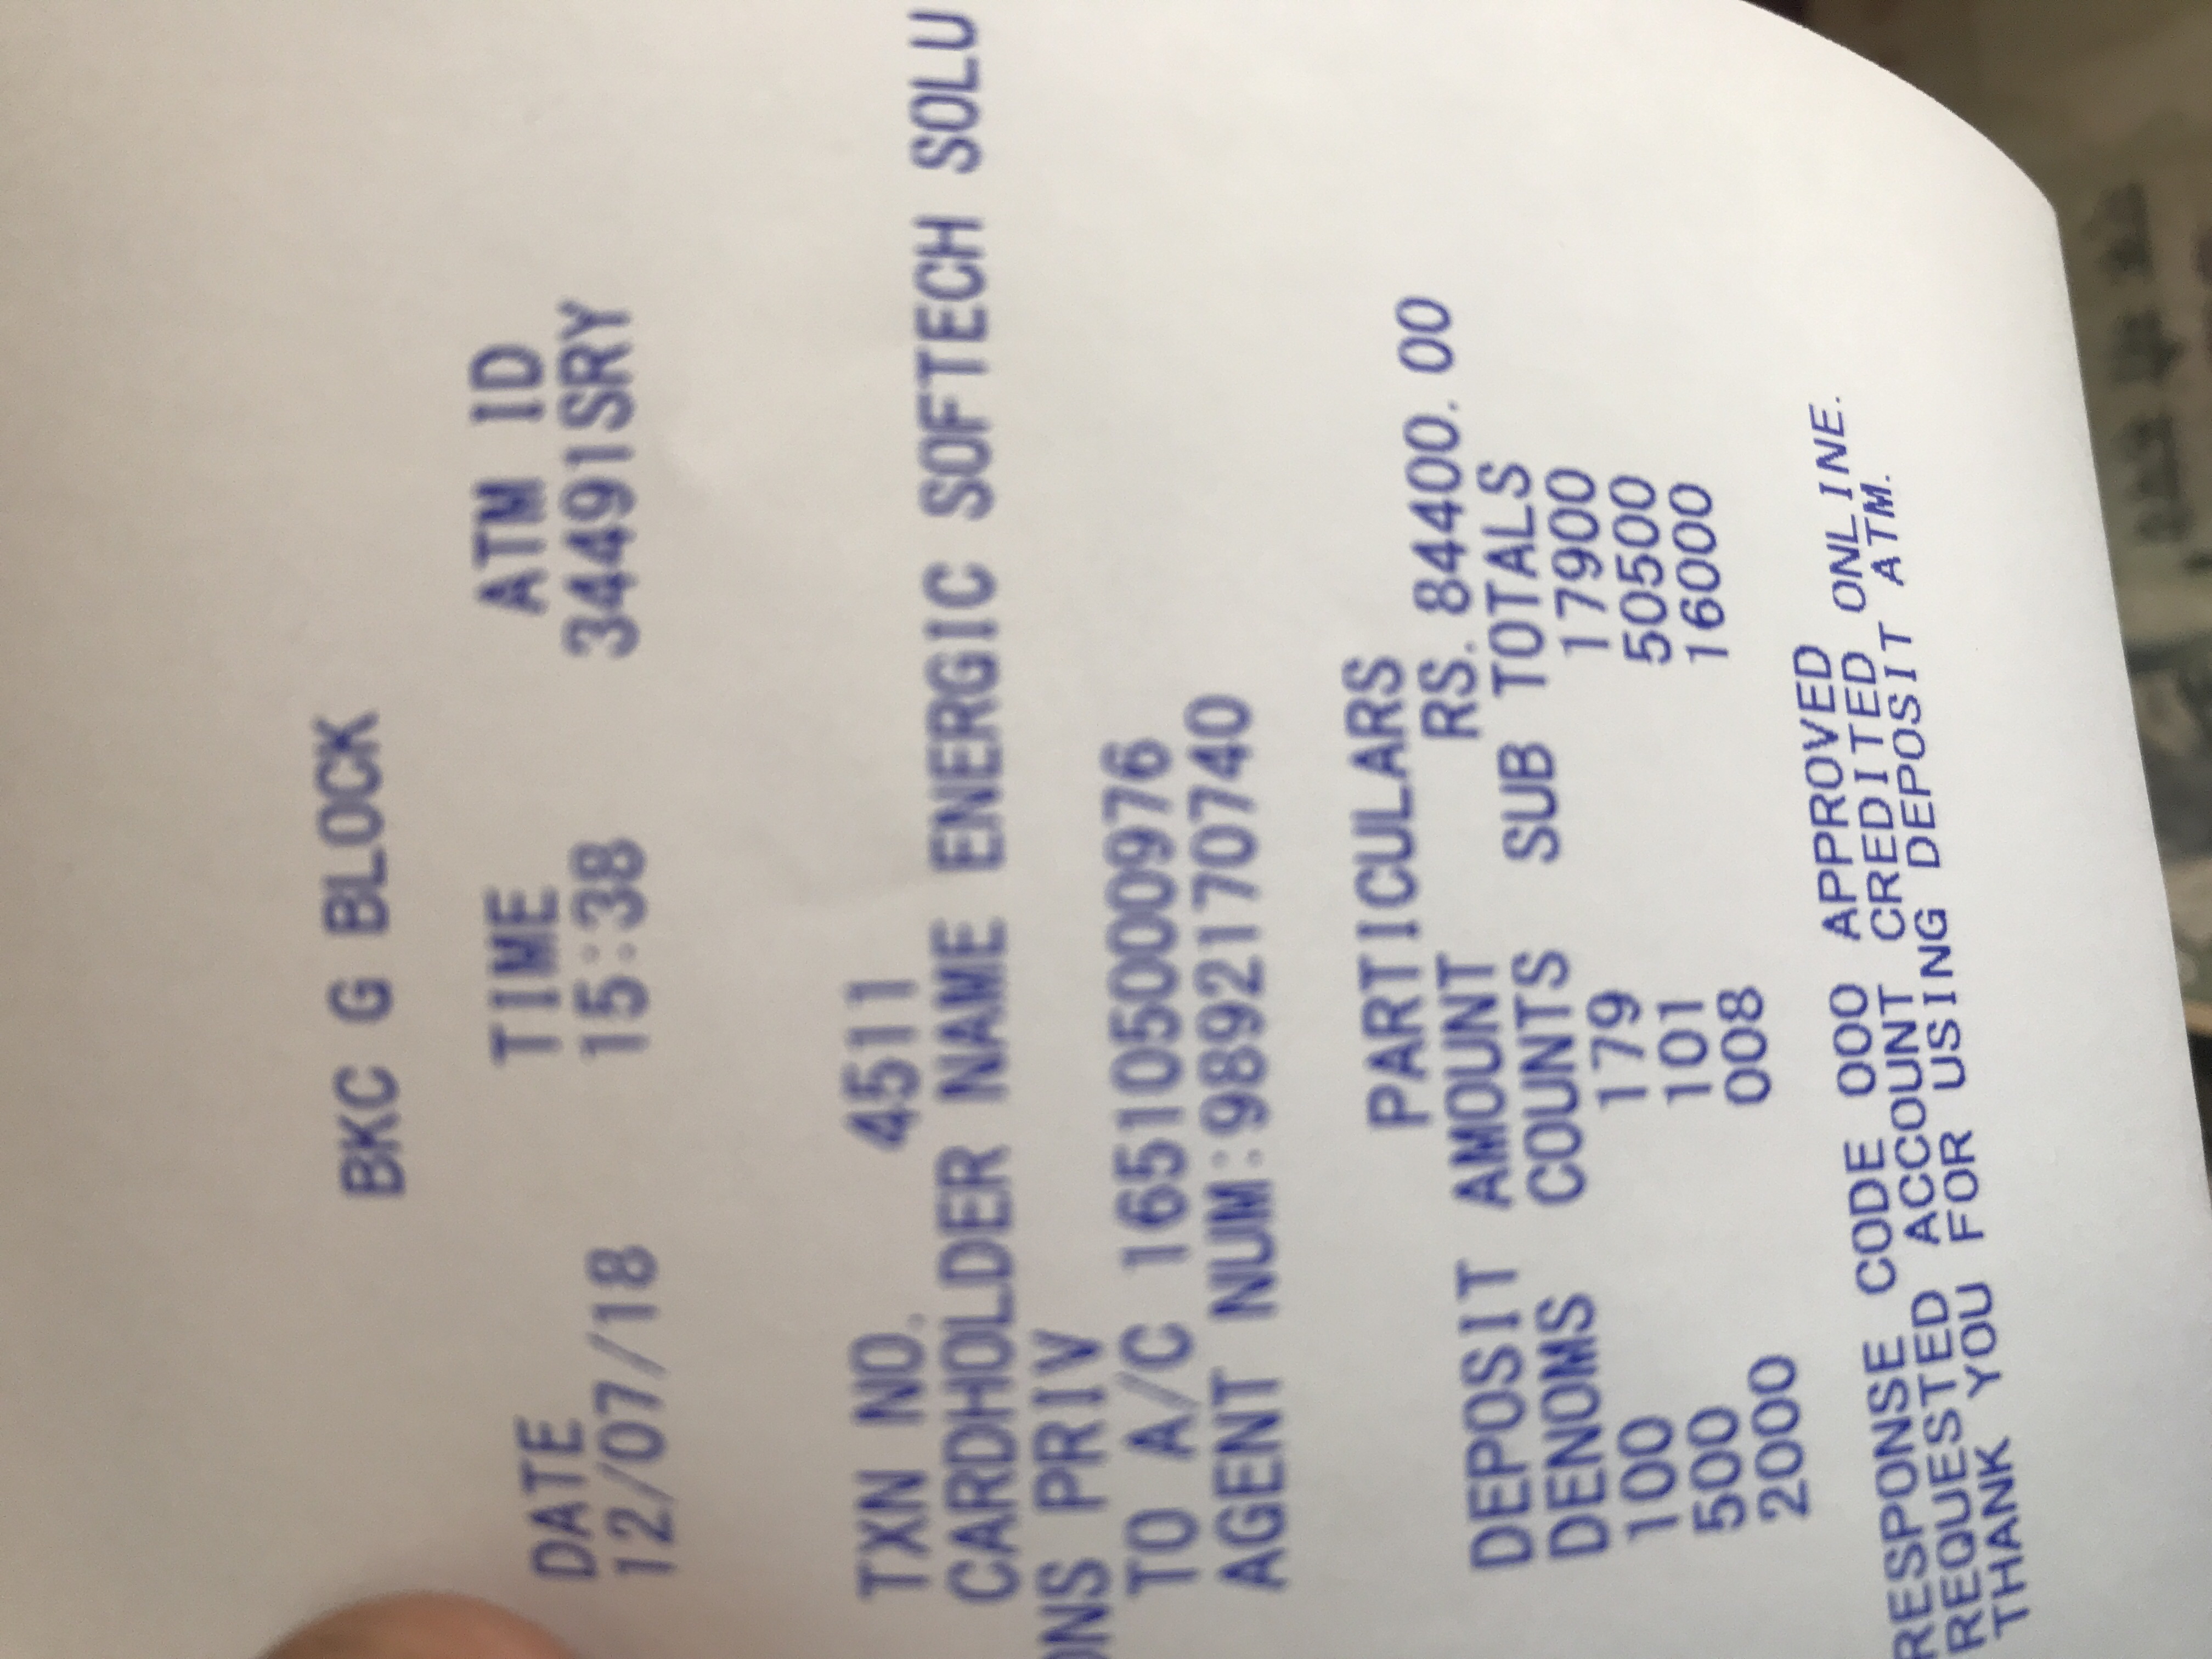 BKC G BLOCK
DATE TIME ATM ID
12/07/18 15:38 34491SRY
TXN NO. 4511
CARDHOLDER NAME ENERGIC SOFTECH SOLU
ONS PRIV
TO A/C 165105000976
AGENT NUM:9892170740
PARTICULARS
DEPOSIT AMOUNT RS. 84400.00
DENOMS COUNTS SUB TOTALS
100 179 17900
500 101 50500
2000 008 16000
RESPONSE CODE 000 APPROVED
REQUESTED ACCOUNT CREDITED ONLINE.
THANK YOU FOR USING DEPOSIT ATM.